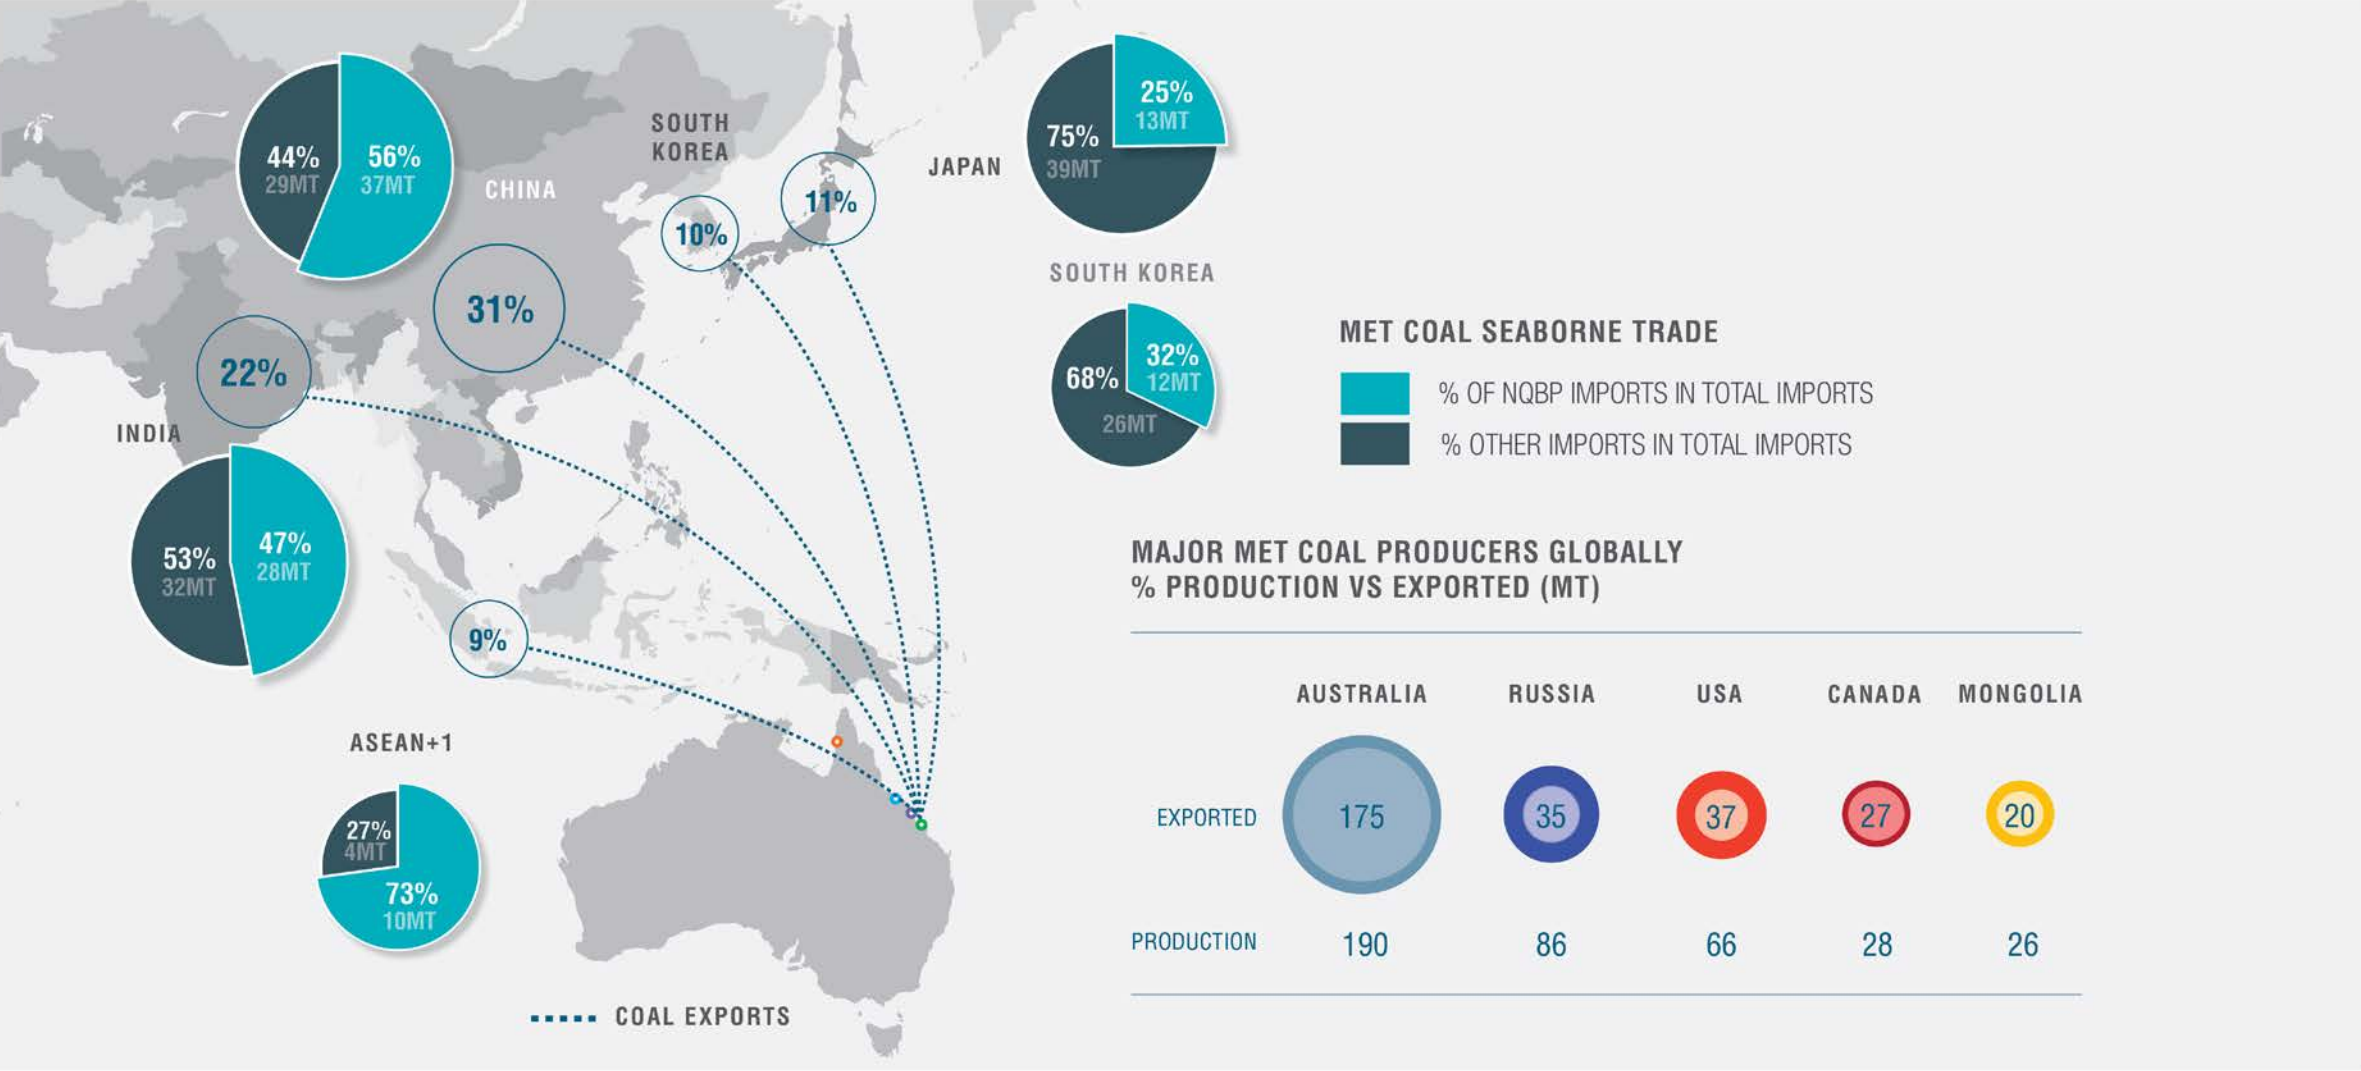 44%
29MT
56%
37MT
CHINA
SOUTH
KOREA
10%
11%
JAPAN
25%
13MT
75%
39MT
SOUTH KOREA
32%
12MT
68%
26MT
31%
22%
INDIA
53%
32MT
47%
28MT
9%
ASEAN+1
27%
4MT
73%
10MT
COAL EXPORTS
MET COAL SEABORNE TRADE
% OF NQBP IMPORTS IN TOTAL IMPORTS
% OTHER IMPORTS IN TOTAL IMPORTS
MAJOR MET COAL PRODUCERS GLOBALLY
% PRODUCTION VS EXPORTED (MT)
AUSTRALIA RUSSIA USA CANADA MONGOLIA
EXPORTED 175 35 37 27 20
PRODUCTION 190 86 66 28 26